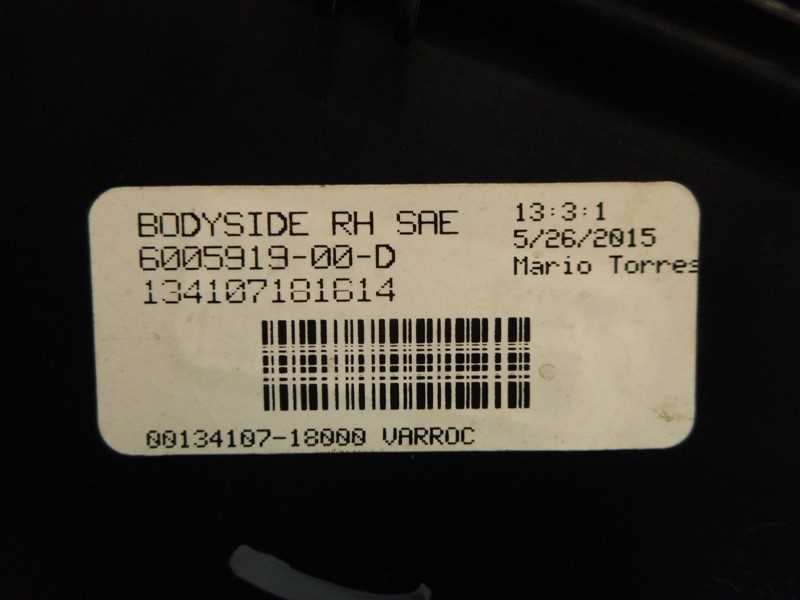 BODYSIDE RH SAE
6005919-00-D
134107181614
13:3:1
5/26/2015
Mario Torres
00134107-18000 VARROC